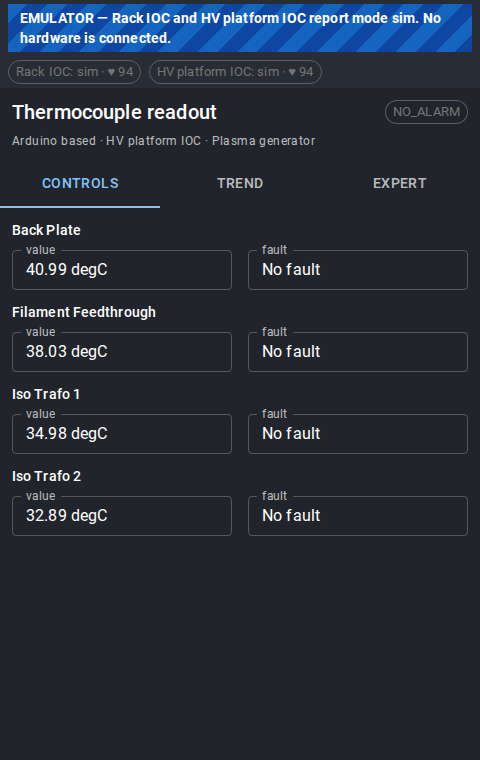 EMULATOR — Rack IOC and HV platform IOC report mode sim. No
hardware is connected.
Rack IOC: sim · ♥ 94
HV platform IOC: sim · ♥ 94
Thermocouple readout
NO_ALARM
Arduino based · HV platform IOC · Plasma generator
CONTROLS
TREND
EXPERT
Back Plate
value
fault
40.99 degC
No fault
Filament Feedthrough
value
fault
38.03 degC
No fault
Iso Trafo 1
value
fault
34.98 degC
No fault
Iso Trafo 2
value
fault
32.89 degC
No fault